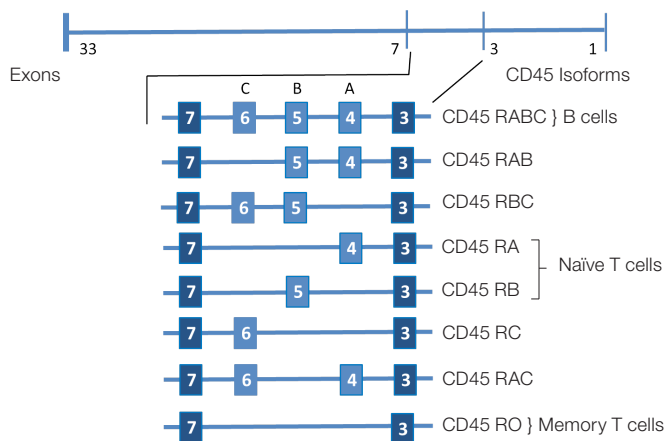 33 7 3 1
Exons CD45 Isoforms
C B A
7 6 5 4 3 CD45 RABC } B cells
7 5 4 3 CD45 RAB
7 6 5 3 CD45 RBC
7 4 3 CD45 RA
Naïve T cells
7 5 3 CD45 RB
7 6 3 CD45 RC
7 6 4 3 CD45 RAC
7 3 CD45 RO } Memory T cells